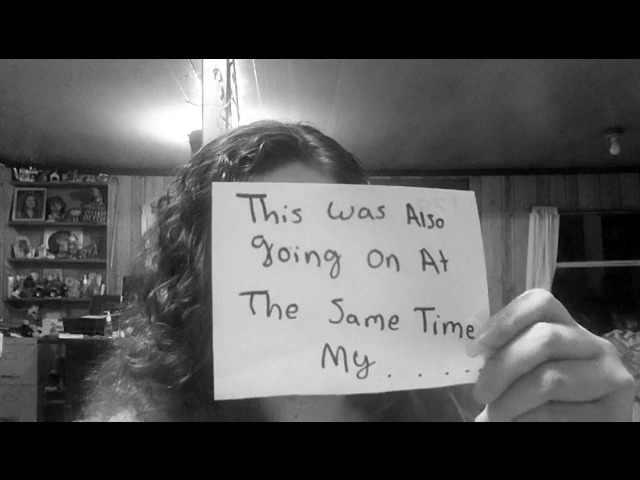 This was Also
going On At
The Same Time
My . . . . .